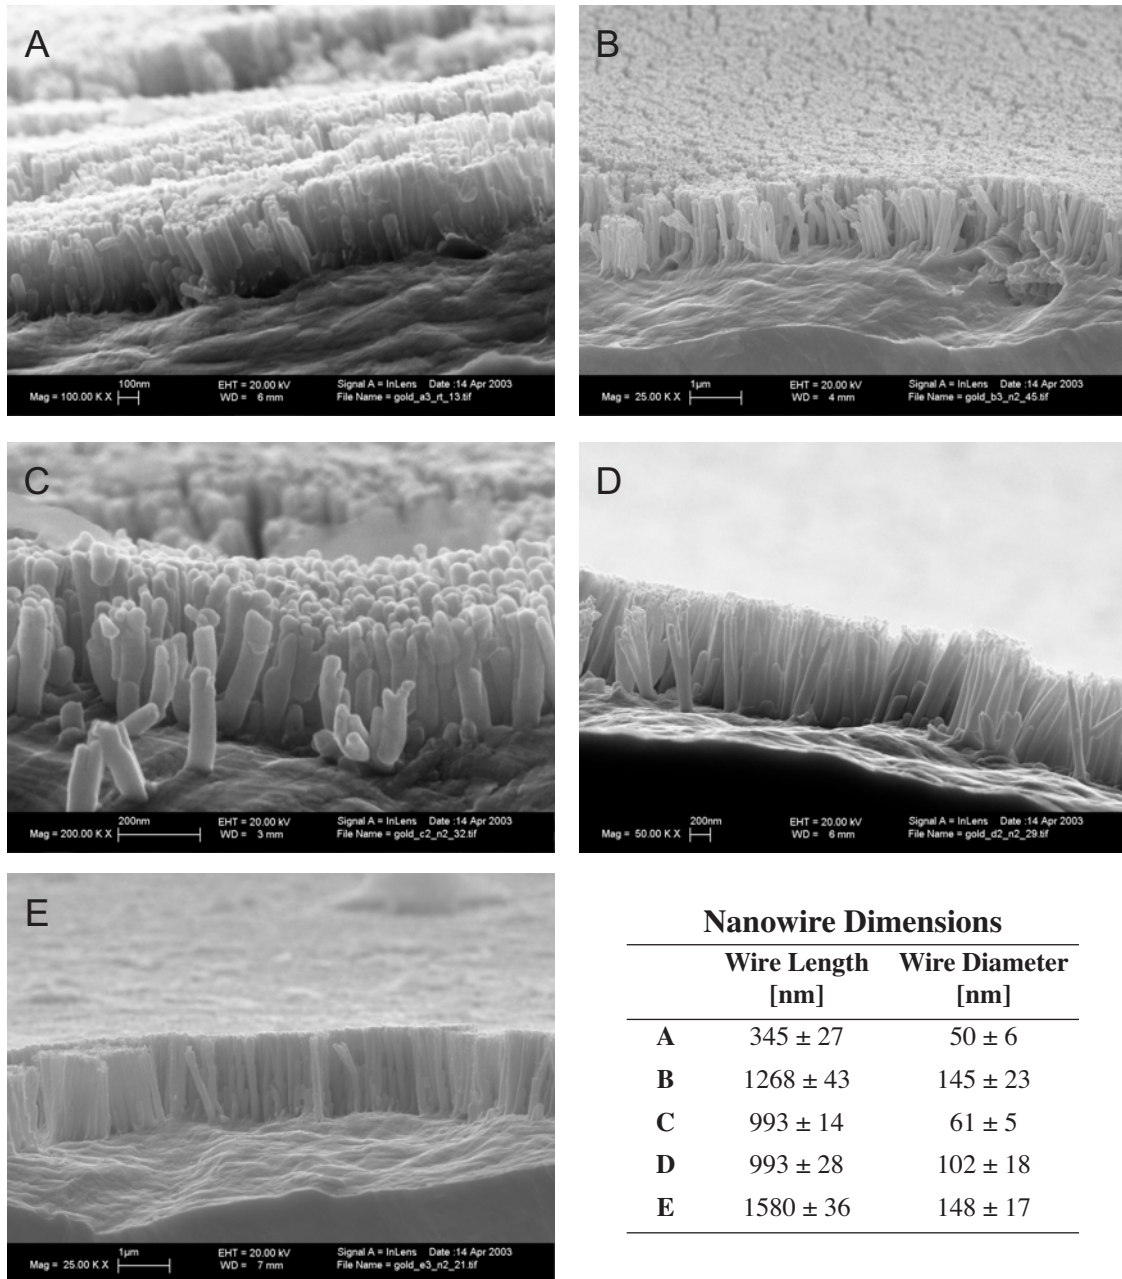 A
100nm
Mag = 100.00 K X
EHT = 20.00 kV
WD = 6 mm
Signal A = InLens Date :14 Apr 2003
File Name = gold_a3_rt_13.tif
B
1µm
Mag = 25.00 K X
EHT = 20.00 kV
WD = 4 mm
Signal A = InLens Date :14 Apr 2003
File Name = gold_b3_n2_45.tif
C
200nm
Mag = 200.00 K X
EHT = 20.00 kV
WD = 3 mm
Signal A = InLens Date :14 Apr 2003
File Name = gold_c2_n2_32.tif
D
200nm
Mag = 50.00 K X
EHT = 20.00 kV
WD = 6 mm
Signal A = InLens Date :14 Apr 2003
File Name = gold_d2_n2_29.tif
E
1µm
Mag = 25.00 K X
EHT = 20.00 kV
WD = 7 mm
Signal A = InLens Date :14 Apr 2003
File Name = gold_e3_n2_21.tif
Nanowire Dimensions
Wire Length Wire Diameter
[nm] [nm]
A 345 ± 27 50 ± 6
B 1268 ± 43 145 ± 23
C 993 ± 14 61 ± 5
D 993 ± 28 102 ± 18
E 1580 ± 36 148 ± 17